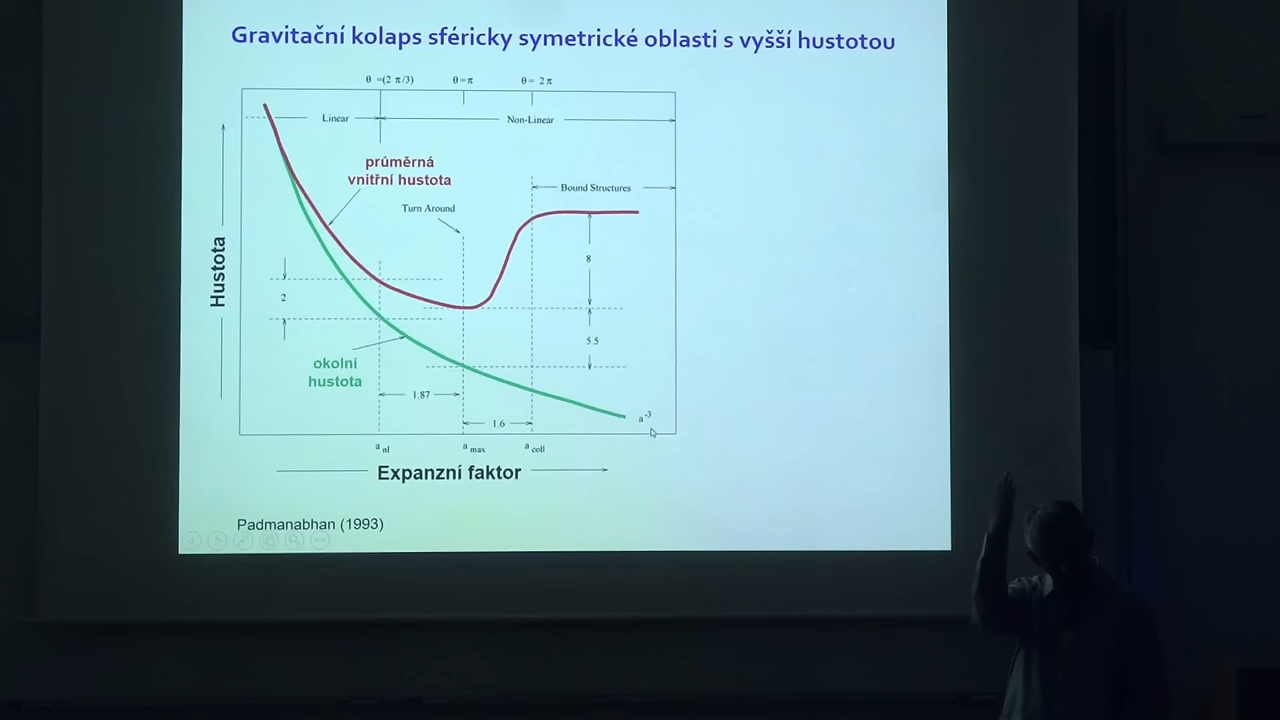 Gravitační kolaps sféricky symetrické oblasti s vyšší hustotou
θ =(2 π/3)
θ=π
θ= 2π
Linear
Non-Linear
průměrná
vnitřní hustota
Bound Structures
Turn Around
Hustota
8
2
5.5
okolní
hustota
1.87
1.6
a-3
a nl
a max
a coll
Expanzní faktor
Padmanabhan (1993)